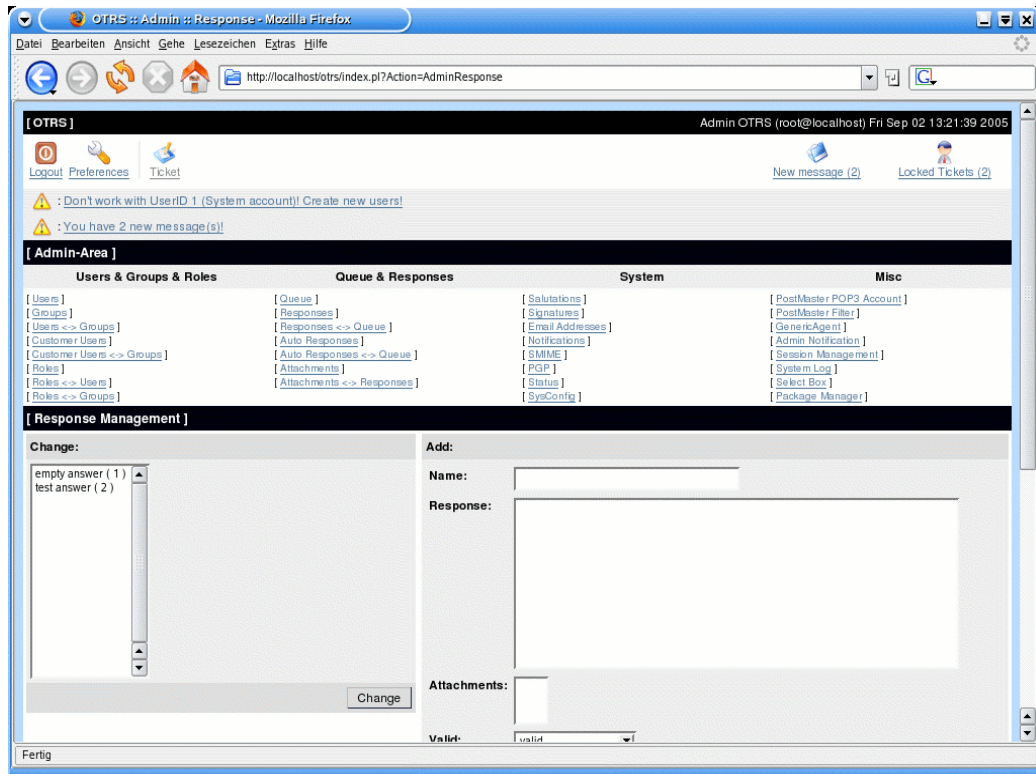 OTRS :: Admin :: Response - Mozilla Firefox
Datei Bearbeiten Ansicht Gehe Lesezeichen Extras Hilfe
http://localhost/otrs/index.pl?Action=AdminResponse
G
[ OTRS ] Admin OTRS (root@localhost) Fri Sep 02 13:21:39 2005
Logout Preferences Ticket New message (2) Locked Tickets (2)
: Don't work with UserID 1 (System account)! Create new users!
: You have 2 new message(s)!
[ Admin-Area ]
Users & Groups & Roles Queue & Responses System Misc
[ Users ] [ Queue ] [ Salutations ] [ PostMaster POP3 Account ]
[ Groups ] [ Responses ] [ Signatures ] [ PostMaster Filter ]
[ Users <-> Groups ] [ Responses <-> Queue ] [ Email Addresses ] [ GenericAgent ]
[ Customer Users ] [ Auto Responses ] [ Notifications ] [ Admin Notification ]
[ Customer Users <-> Groups ] [ Auto Responses <-> Queue ] [ SMIME ] [ Session Management ]
[ Roles ] [ Attachments ] [ PGP ] [ System Log ]
[ Roles <-> Users ] [ Attachments <-> Responses ] [ Status ] [ Select Box ]
[ Roles <-> Groups ] [ SysConfig ] [ Package Manager ]
[ Response Management ]
Change: Add:
empty answer ( 1 )
test answer ( 2 )
Name:
Response:
Attachments:
Change
Valid: valid
Fertig